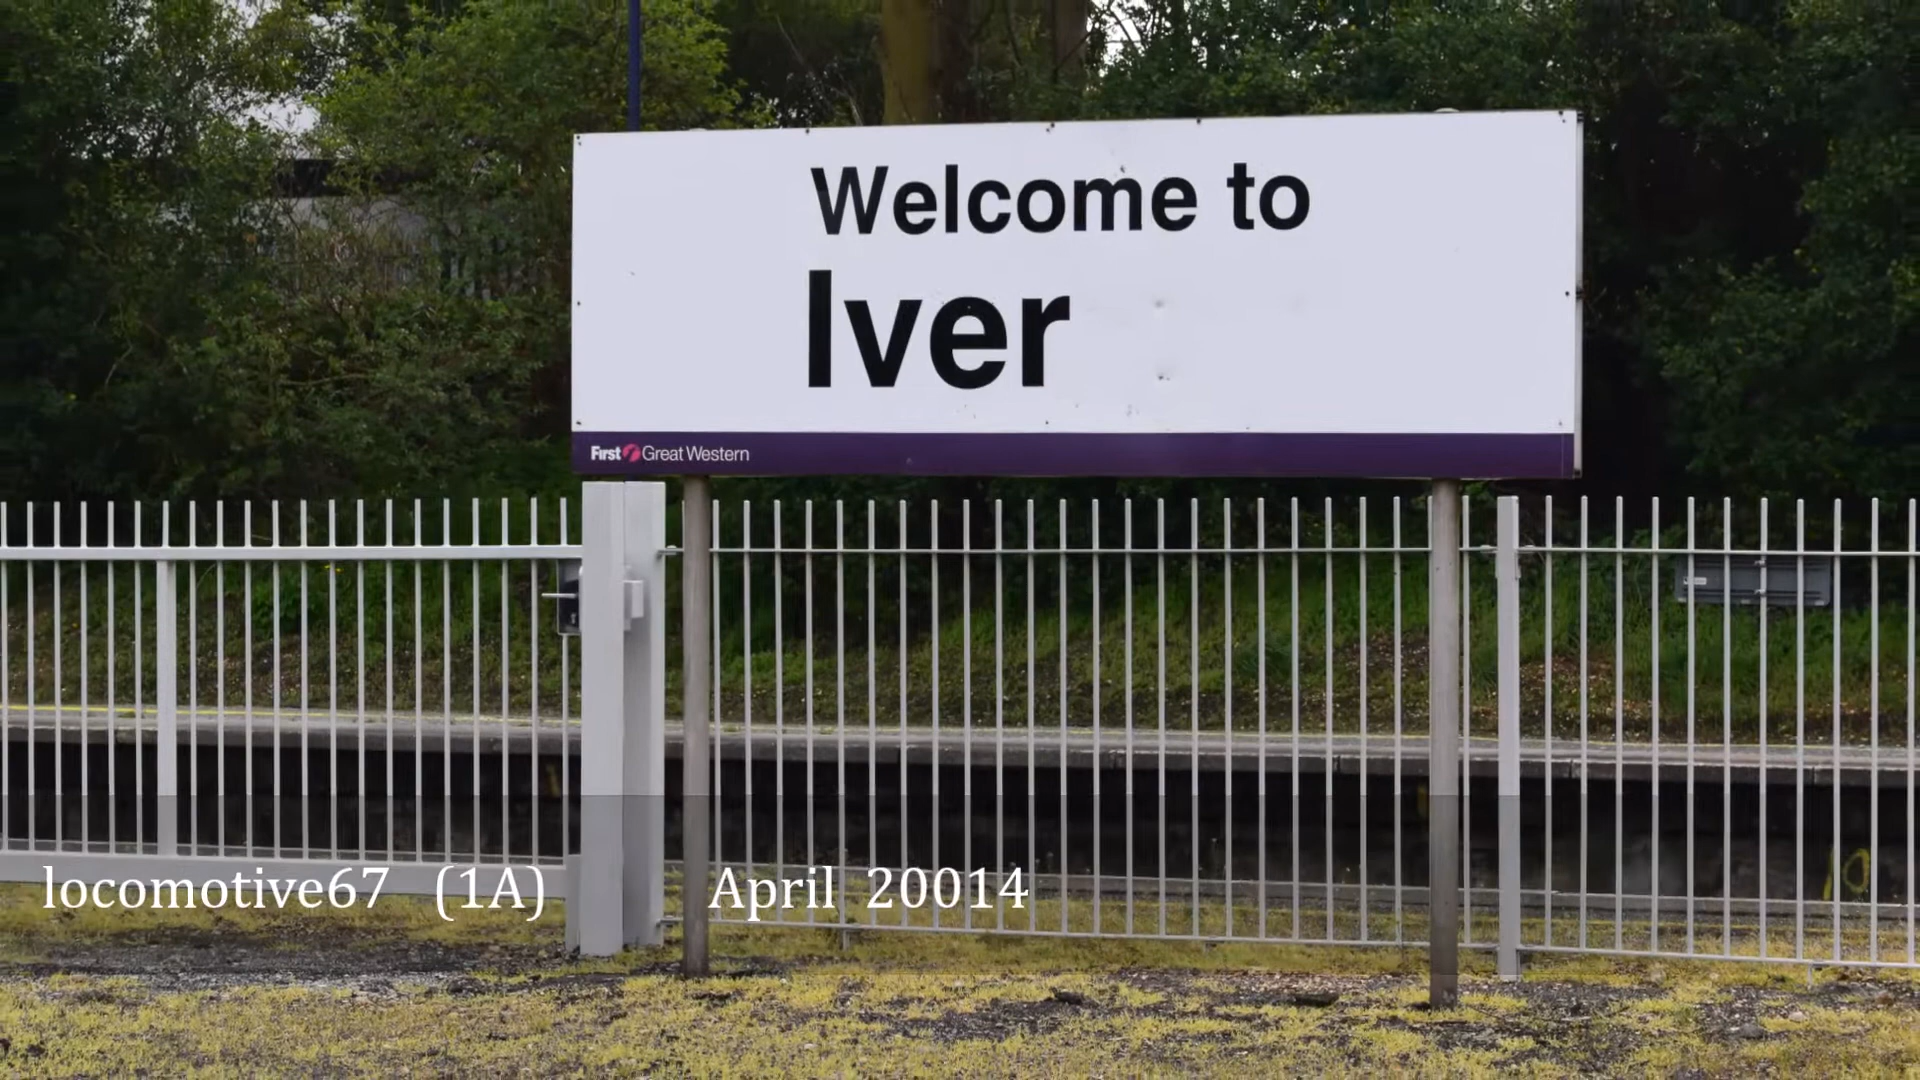 Welcome to
Iver
First Great Western
locomotive67 (1A) April 20014